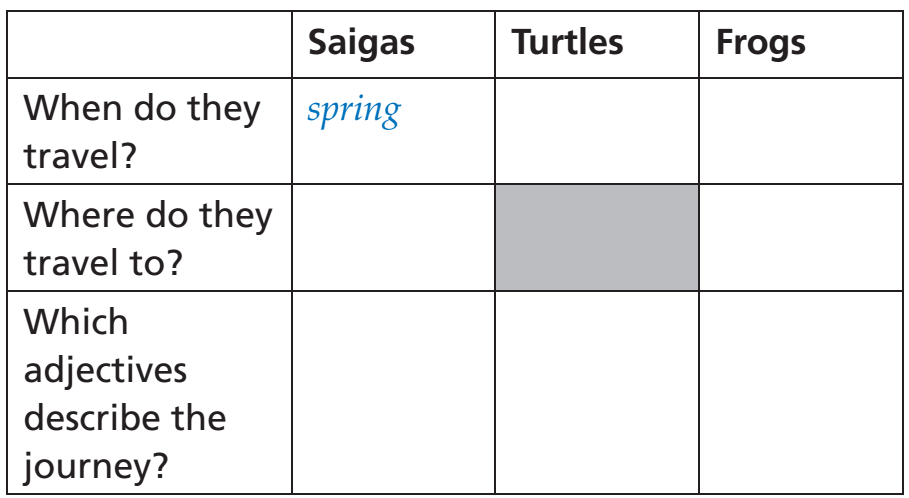 Saigas Turtles Frogs
When do they spring
travel?
Where do they
travel to?
Which
adjectives
describe the
journey?